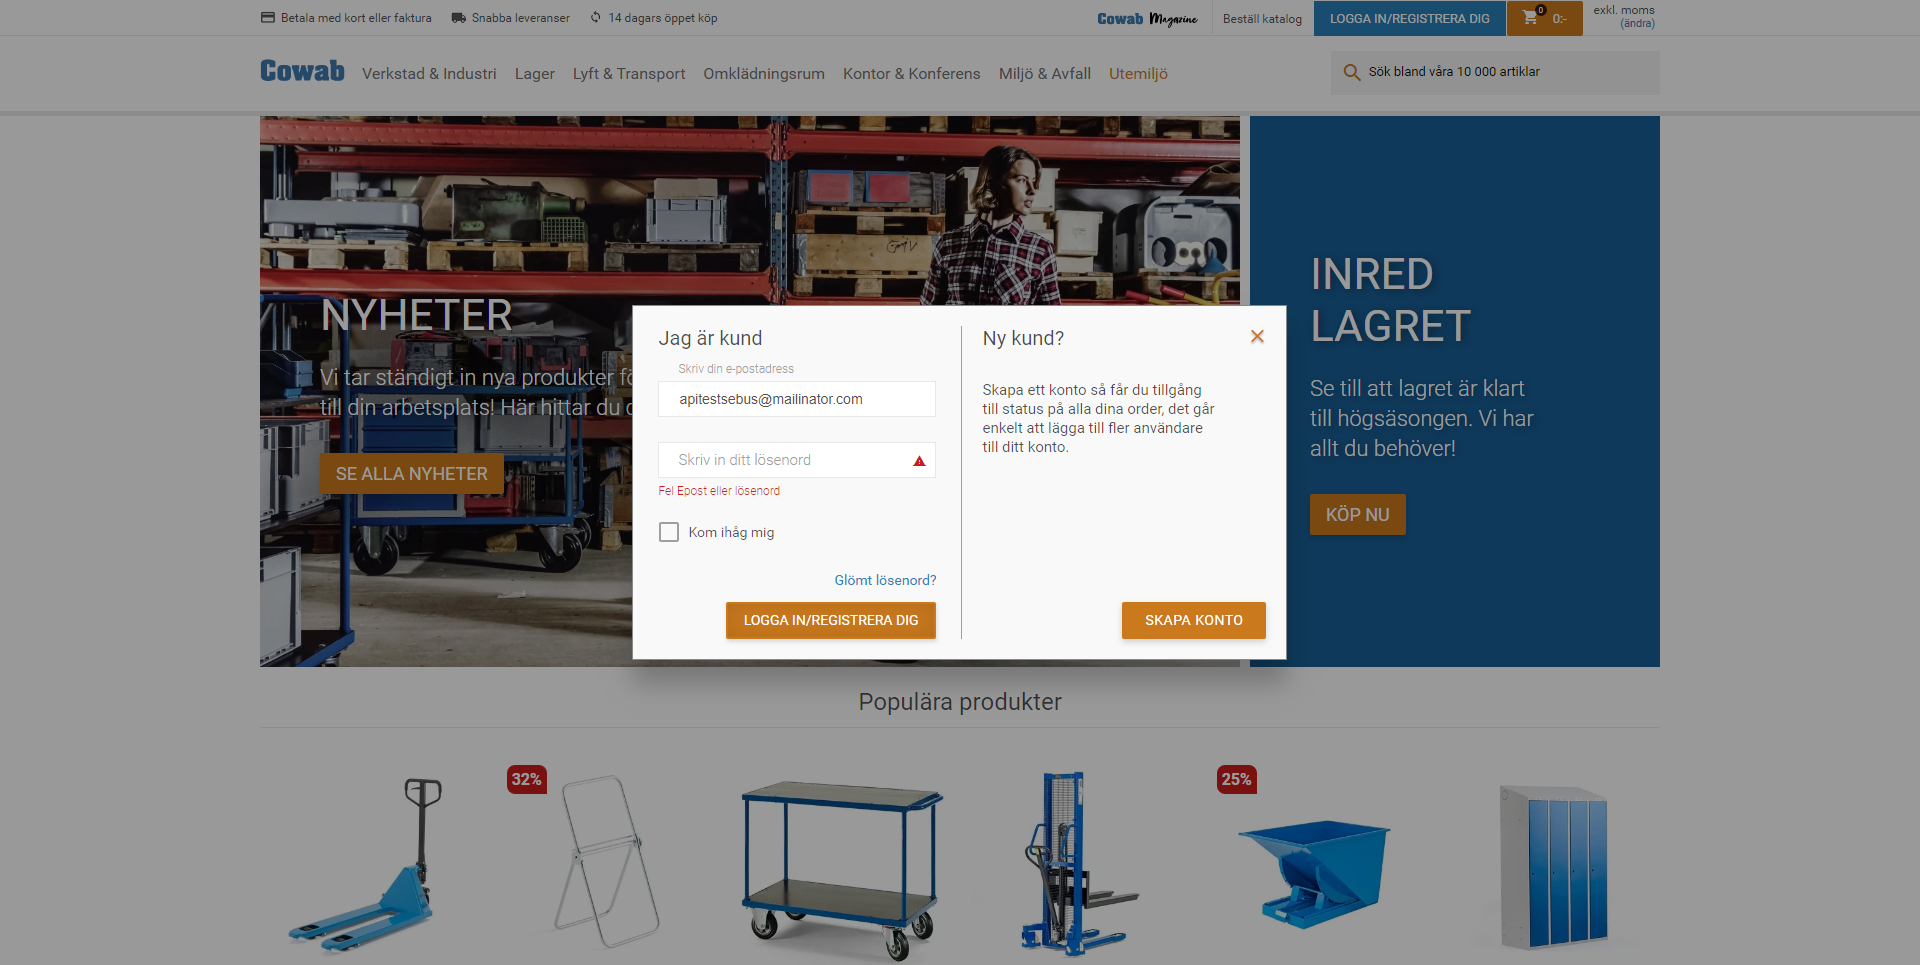 Betala med kort eller faktura
Snabba leveranser
14 dagars öppet köp
Cowab Magazine
Beställ katalog
LOGGA IN/REGISTRERA DIG
0
0:-
exkl. moms
(ändra)
Cowab
Verkstad & Industri
Lager
Lyft & Transport
Omklädningsrum
Kontor & Konferens
Miljö & Avfall
Utemiljö
Sök bland våra 10 000 artiklar
NYHETER
Vi tar ständigt in nya produkter fö
till din arbetsplats! Här hittar du
SE ALLA NYHETER
INRED
LAGRET
Se till att lagret är klart
till högsäsongen. Vi har
allt du behöver!
KÖP NU
Jag är kund
Skriv din e-postadress
apitestsebus@mailinator.com
Skriv in ditt lösenord
Fel Epost eller lösenord
Kom ihåg mig
Glömt lösenord?
LOGGA IN/REGISTRERA DIG
Ny kund?
Skapa ett konto så får du tillgång
till status på alla dina order, det går
enkelt att lägga till fler användare
till ditt konto.
SKAPA KONTO
Populära produkter
32%
25%